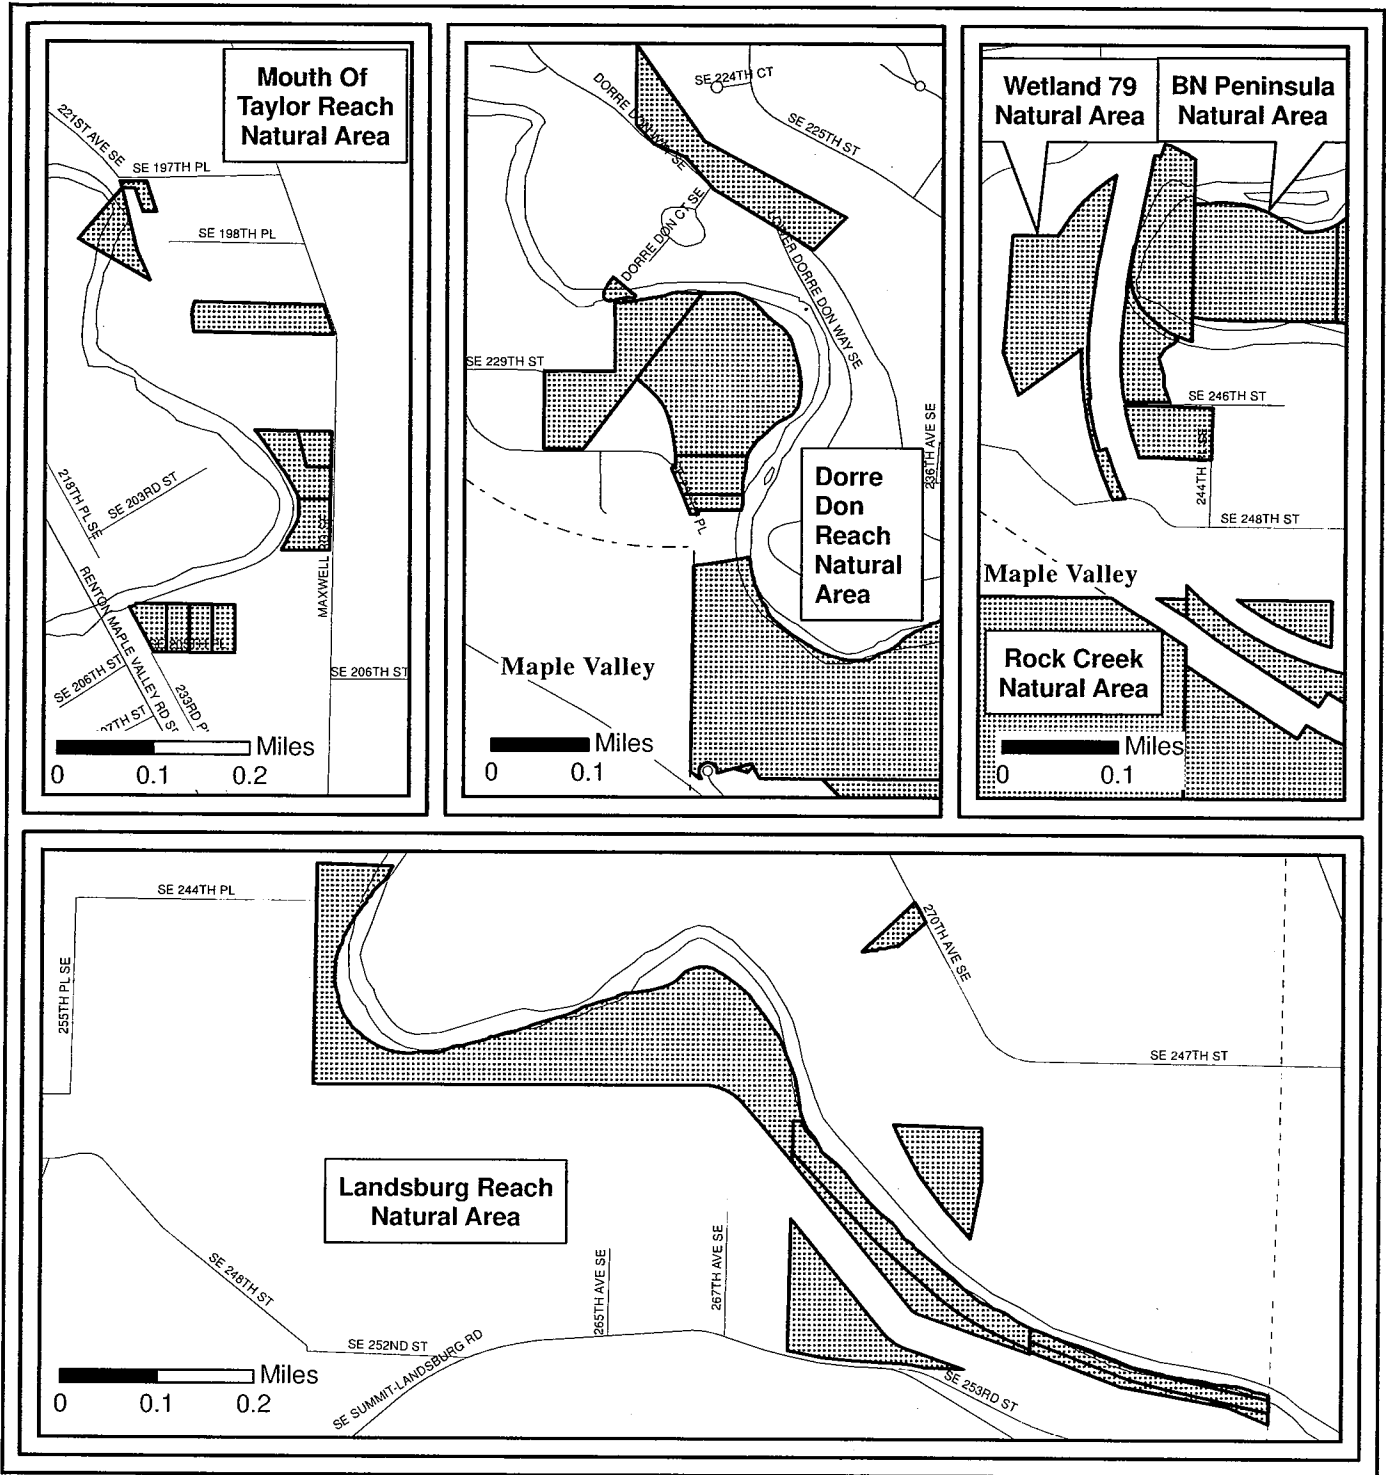 Mouth Of
Taylor Reach
Natural Area
221ST AVE SE
SE 197TH PL
SE 198TH PL
218TH PL SE
SE 203RD ST
RENTON MAPLE VALLEY RD SE
MAXWELL
SE 206TH ST
SE 206TH ST
233RD PL
07TH ST
Miles
0
0.1
0.2
DORRE DON WAY SE
SE 224TH CT
SE 225TH ST
DORRE DON CT SE
DORRE DON WAY SE
SE 229TH ST
236TH AVE SE
PL
Dorre
Don
Reach
Natural
Area
Maple Valley
Miles
0
0.1
Wetland 79
Natural Area
BN Peninsula
Natural Area
SE 246TH ST
244TH
SE 248TH ST
Maple Valley
Rock Creek
Natural Area
Miles
0
0.1
SE 244TH PL
255TH PL SE
270TH AVE SE
SE 247TH ST
Landsburg Reach
Natural Area
SE 248TH ST
265TH AVE SE
267TH AVE SE
SE 252ND ST
SE SUMMIT-LANDSBURG RD
SE 253RD ST
Miles
0
0.1
0.2